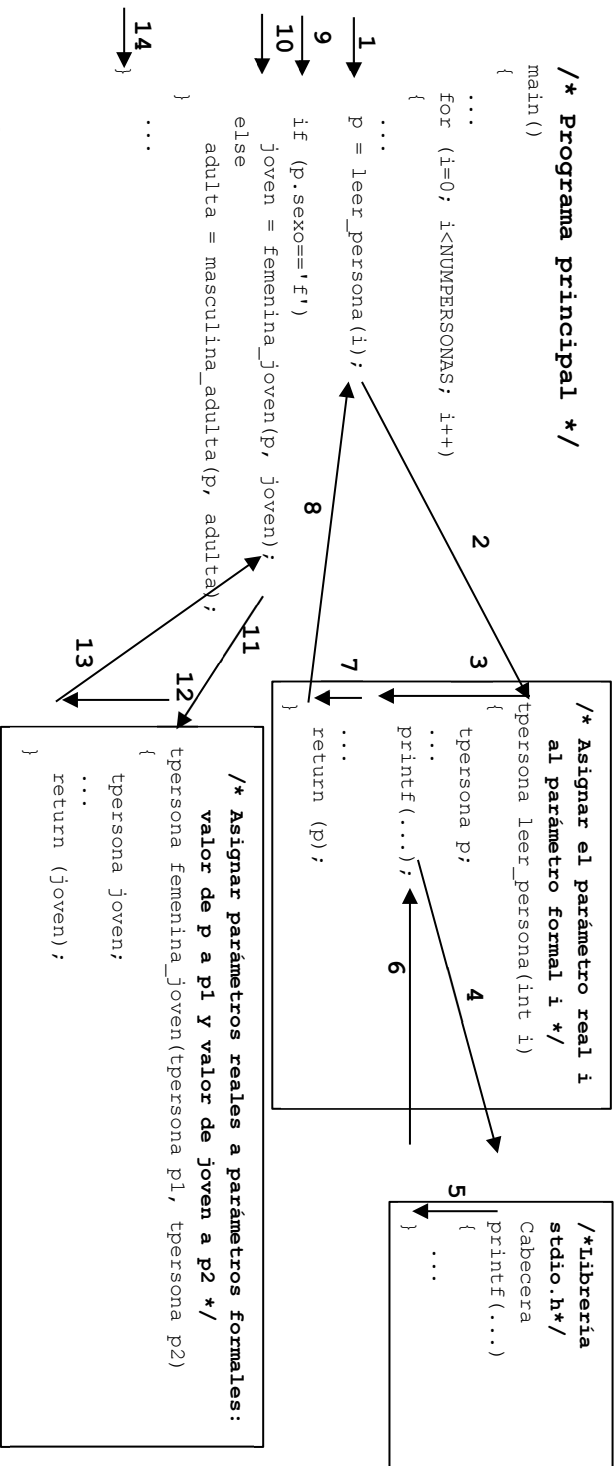 /* Programa principal */
main()
{
...
for (i=0; i<NUMPERSONAS; i++)
{
...
1
p = leer_persona(i);
9
if (p.sexo=='f')
10
joven = femenina_joven(p, joven);
else
adulta = masculina_adulta(p, adulta);
}
...
14
}
2
8
11
13
/* Asignar el parámetro real i
al parámetro formal i */
tpersona leer_persona(int i)
{
3
tpersona p;
...
printf(...);
...
7
return (p);
}
4
6
/*Librería
stdio.h*/
Cabecera
printf(...)
{
5
...
}
/* Asignar parámetros reales a parámetros formales:
valor de p a p1 y valor de joven a p2 */
tpersona femenina_joven(tpersona p1, tpersona p2)
{
12
tpersona joven;
...
return (joven);
}